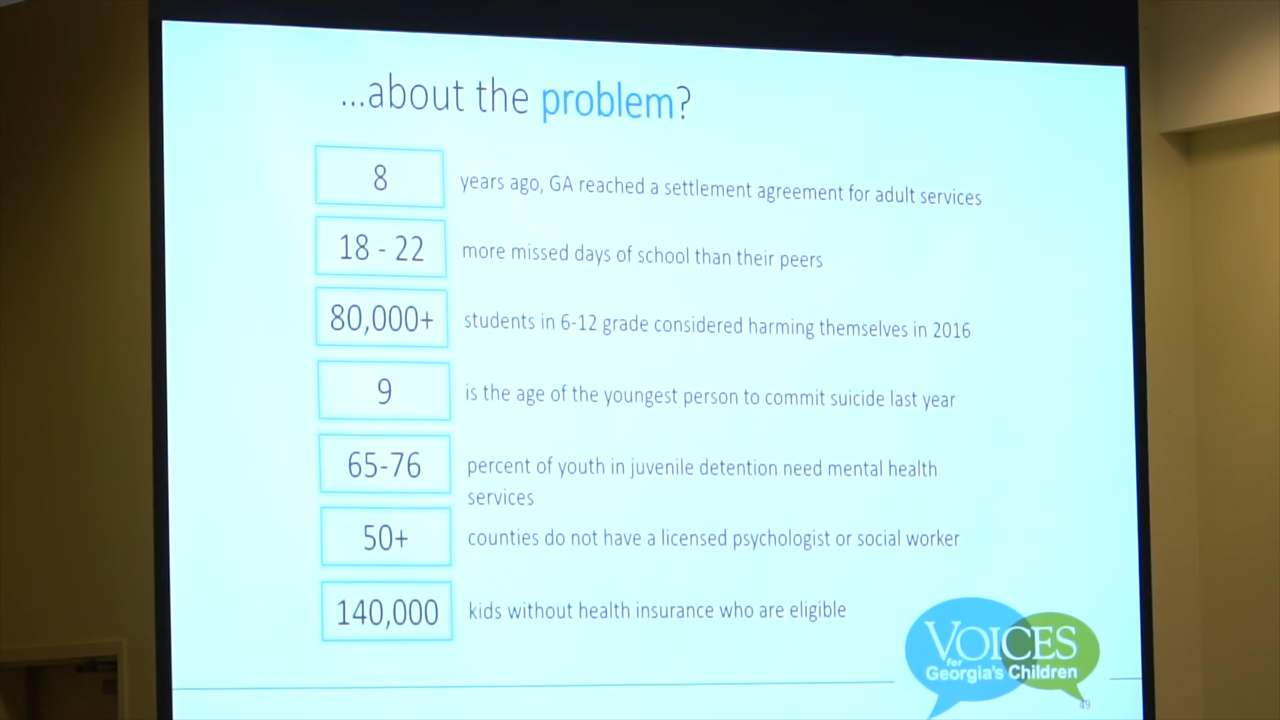 ...about the problem?
8
years ago, GA reached a settlement agreement for adult services
18 - 22
more missed days of school than their peers
80,000+
students in 6-12 grade considered harming themselves in 2016
9
is the age of the youngest person to commit suicide last year
65-76
percent of youth in juvenile detention need mental health
services
50+
counties do not have a licensed psychologist or social worker
140,000
kids without health insurance who are eligible
VOICES
for
Georgia's Children
49